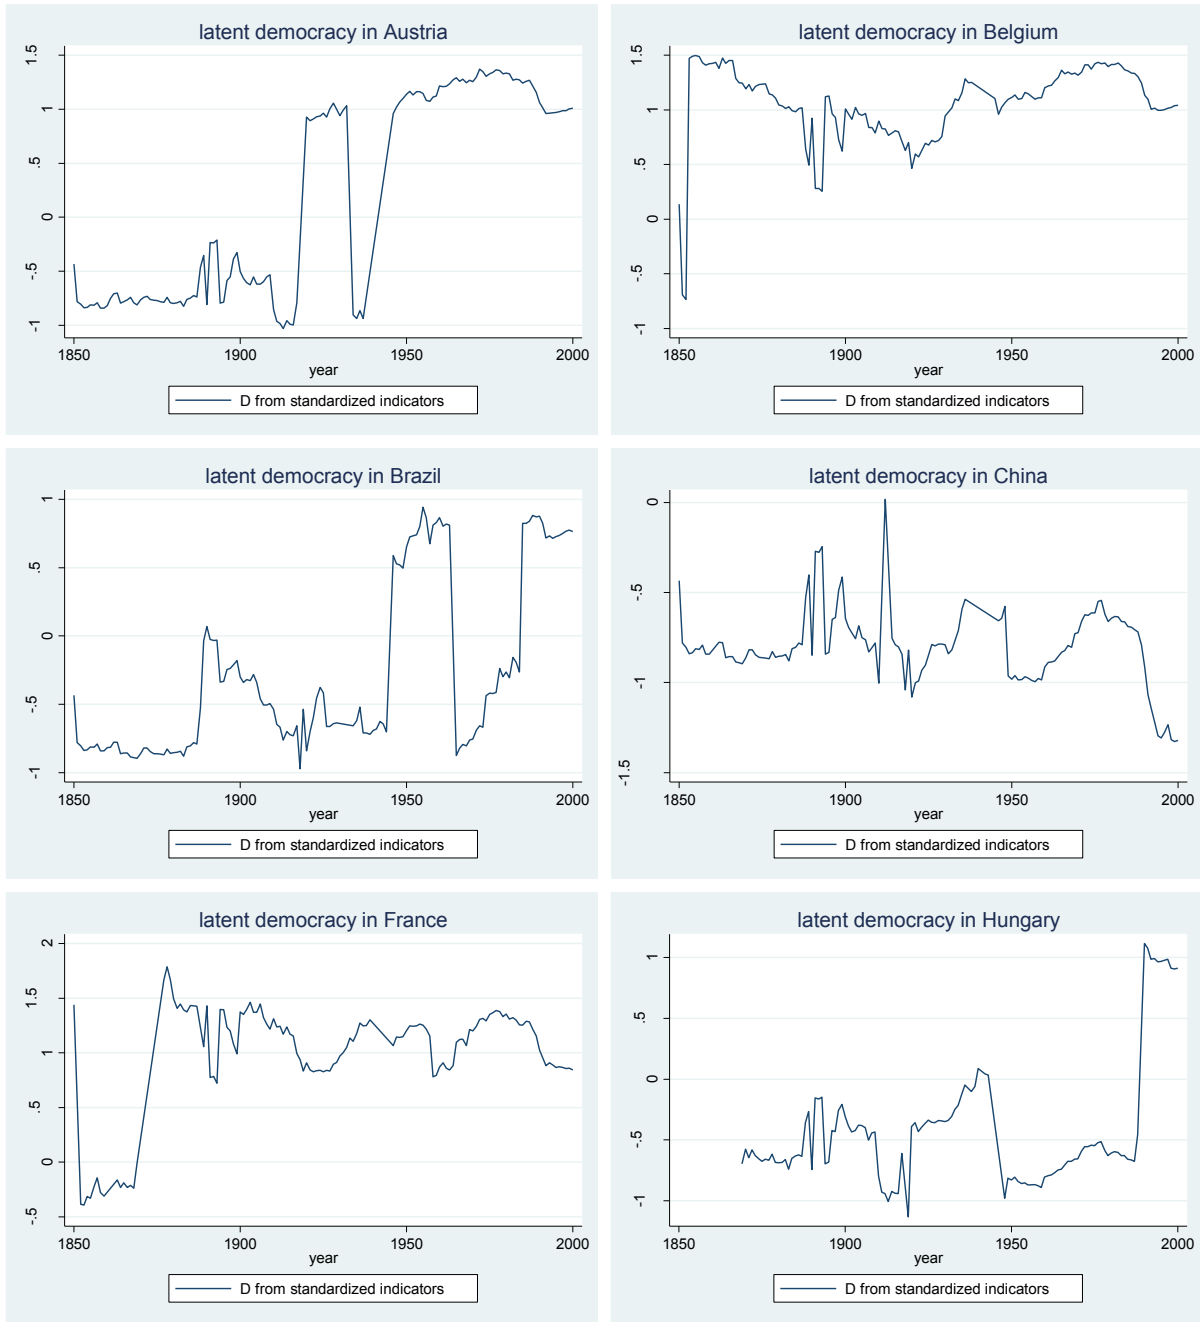 latent democracy in Austria
1.5
1
.5
0
-.5
-1
1850 1900 1950 2000
year
D from standardized indicators
latent democracy in Belgium
1.5
1
.5
0
-.5
-1
1850 1900 1950 2000
year
D from standardized indicators
latent democracy in Brazil
1
.5
0
-.5
-1
1850 1900 1950 2000
year
D from standardized indicators
latent democracy in China
0
-.5
-1
-1.5
1850 1900 1950 2000
year
D from standardized indicators
latent democracy in France
2
1.5
1
.5
0
-.5
1850 1900 1950 2000
year
D from standardized indicators
latent democracy in Hungary
1
.5
0
-.5
-1
1850 1900 1950 2000
year
D from standardized indicators